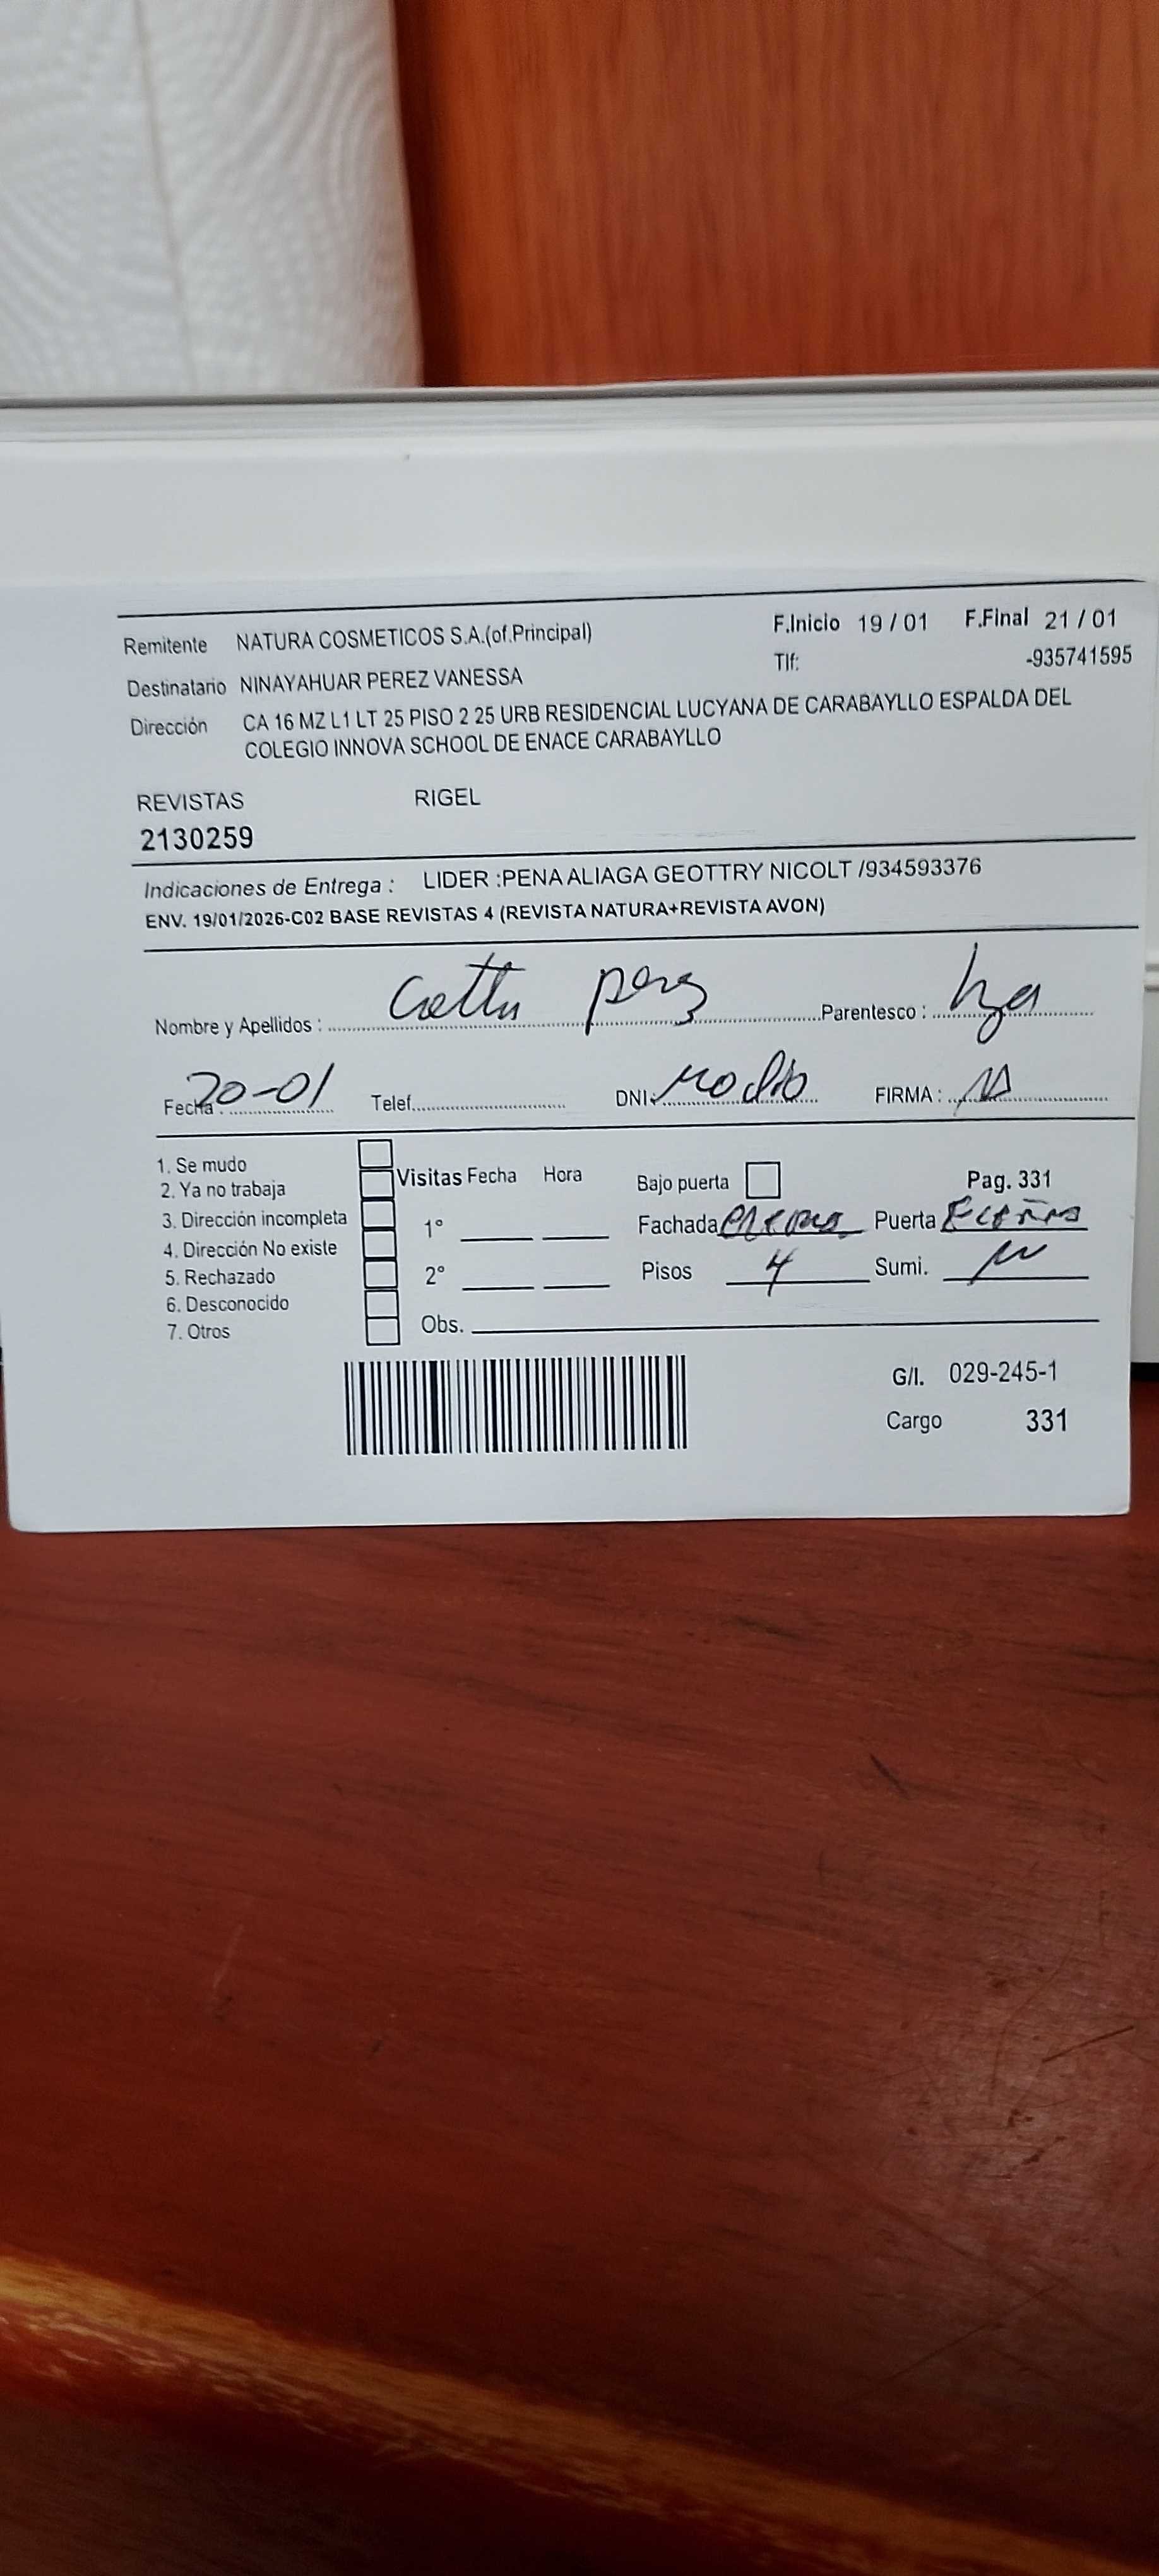 Remitente NATURA COSMETICOS S.A.(of.Principal) F.Inicio 19 / 01 F.Final 21 / 01
Destinatario NINAYAHUAR PEREZ VANESSA Tlf: -935741595
Dirección CA 16 MZ L1 LT 25 PISO 2 25 URB RESIDENCIAL LUCYANA DE CARABAYLLO ESPALDA DEL
COLEGIO INNOVA SCHOOL DE ENACE CARABAYLLO
REVISTAS RIGEL
2130259
Indicaciones de Entrega : LIDER :PENA ALIAGA GEOTTRY NICOLT /934593376
ENV. 19/01/2026-C02 BASE REVISTAS 4 (REVISTA NATURA+REVISTA AVON)
Nombre y Apellidos : Parentesco :
Fecha : 20-01 Telef. DNI: FIRMA :
1. Se mudo
2. Ya no trabaja
3. Dirección incompleta
4. Dirección No existe
5. Rechazado
6. Desconocido
7. Otros
Visitas Fecha Hora
1°
2°
Obs.
Bajo puerta Pag. 331
Fachada Puerta
Pisos 4 Sumi.
G/I. 029-245-1
Cargo 331